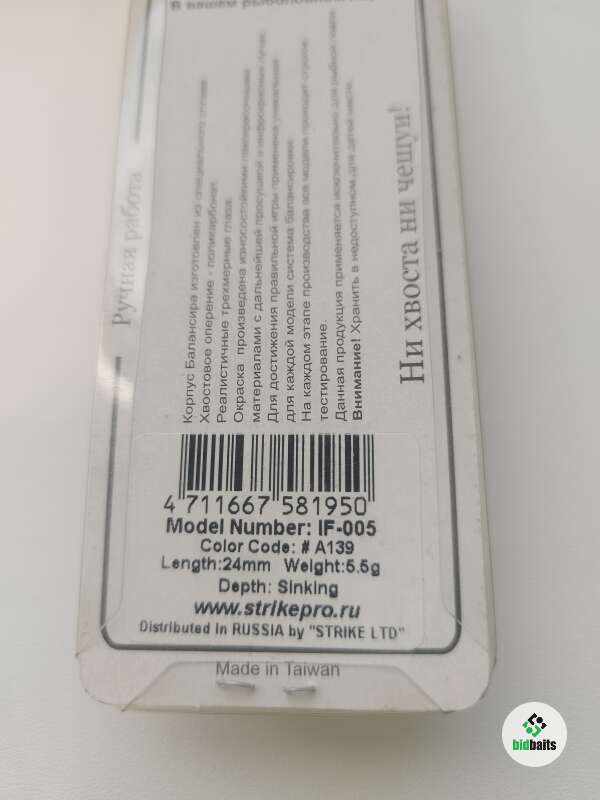 В вашем рыболовном
Ручная работа
Корпус Балансира изготовлен из специального сплава.
Хвостовое оперение - поликарбонат.
Реалистичные трехмерные глаза.
Окраска произведена износостойкими лакокрасочными
материалами с дальнейшей просушкой в инфракрасных лучах.
Для достижения правильной игры применена уникальная
для каждой модели система балансировки.
На каждом этапе производства все модели проходят строгое
тестирование.
Данная продукция применяется исключительно для рыбной ловли.
Внимание! Хранить в недоступном для детей месте.
Ни хвоста ни чешуи!
4 711667 581950
Model Number: IF-005
Color Code: # A139
Length:24mm Weight:5.5g
Depth: Sinking
www.strikepro.ru
Distributed in RUSSIA by "STRIKE LTD"
Made in Taiwan
bidbaits